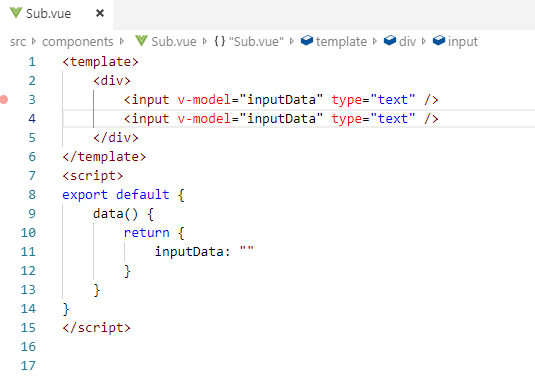 Sub.vue ×
src components Sub.vue {} "Sub.vue" template div input
1 <template>
2 <div>
3 <input v-model="inputData" type="text" />
4 <input v-model="inputData" type="text" />
5 </div>
6 </template>
7 <script>
8 export default {
9 data() {
10 return {
11 inputData: ""
12 }
13 }
14 }
15 </script>
16
17